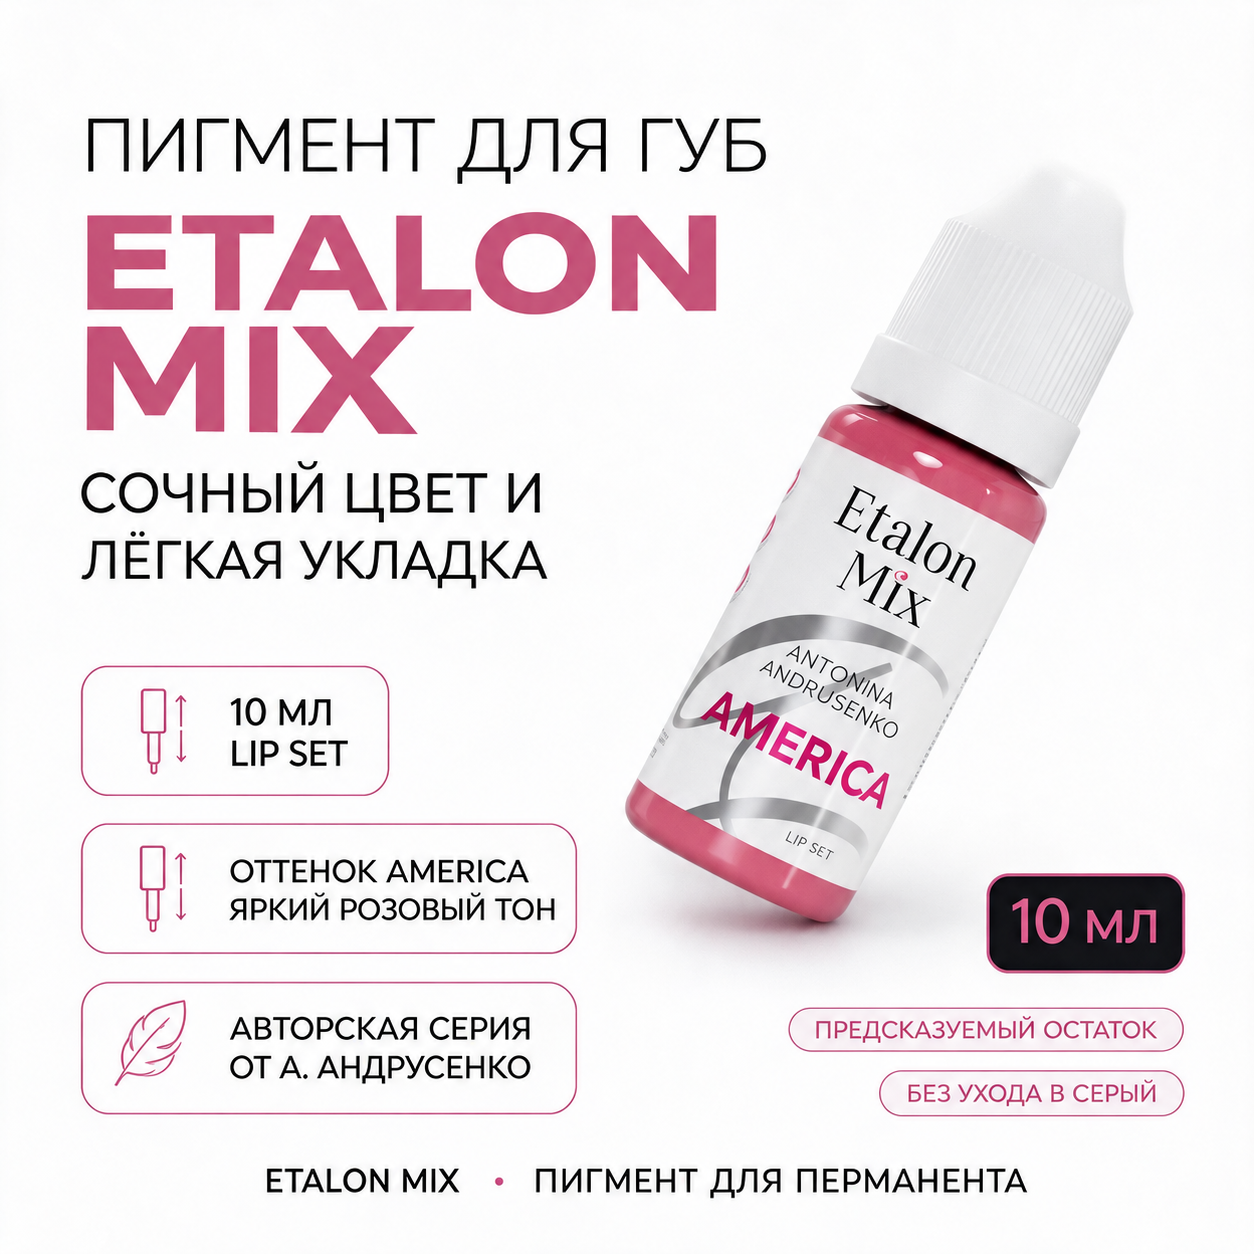 ПИГМЕНТ ДЛЯ ГУБ
ETALON
MIX
СОЧНЫЙ ЦВЕТ И
ЛЁГКАЯ УКЛАДКА
10 МЛ
LIP SET
ОТТЕНОК AMERICA
ЯРКИЙ РОЗОВЫЙ ТОН
АВТОРСКАЯ СЕРИЯ
ОТ А. АНДРУСЕНКО
Etalon
Mix
ANTONINA
ANDRUSENKO
AMERICA
LIP SET
10 МЛ
ПРЕДСКАЗУЕМЫЙ ОСТАТОК
БЕЗ УХОДА В СЕРЫЙ
ETALON MIX • ПИГМЕНТ ДЛЯ ПЕРМАНЕНТА